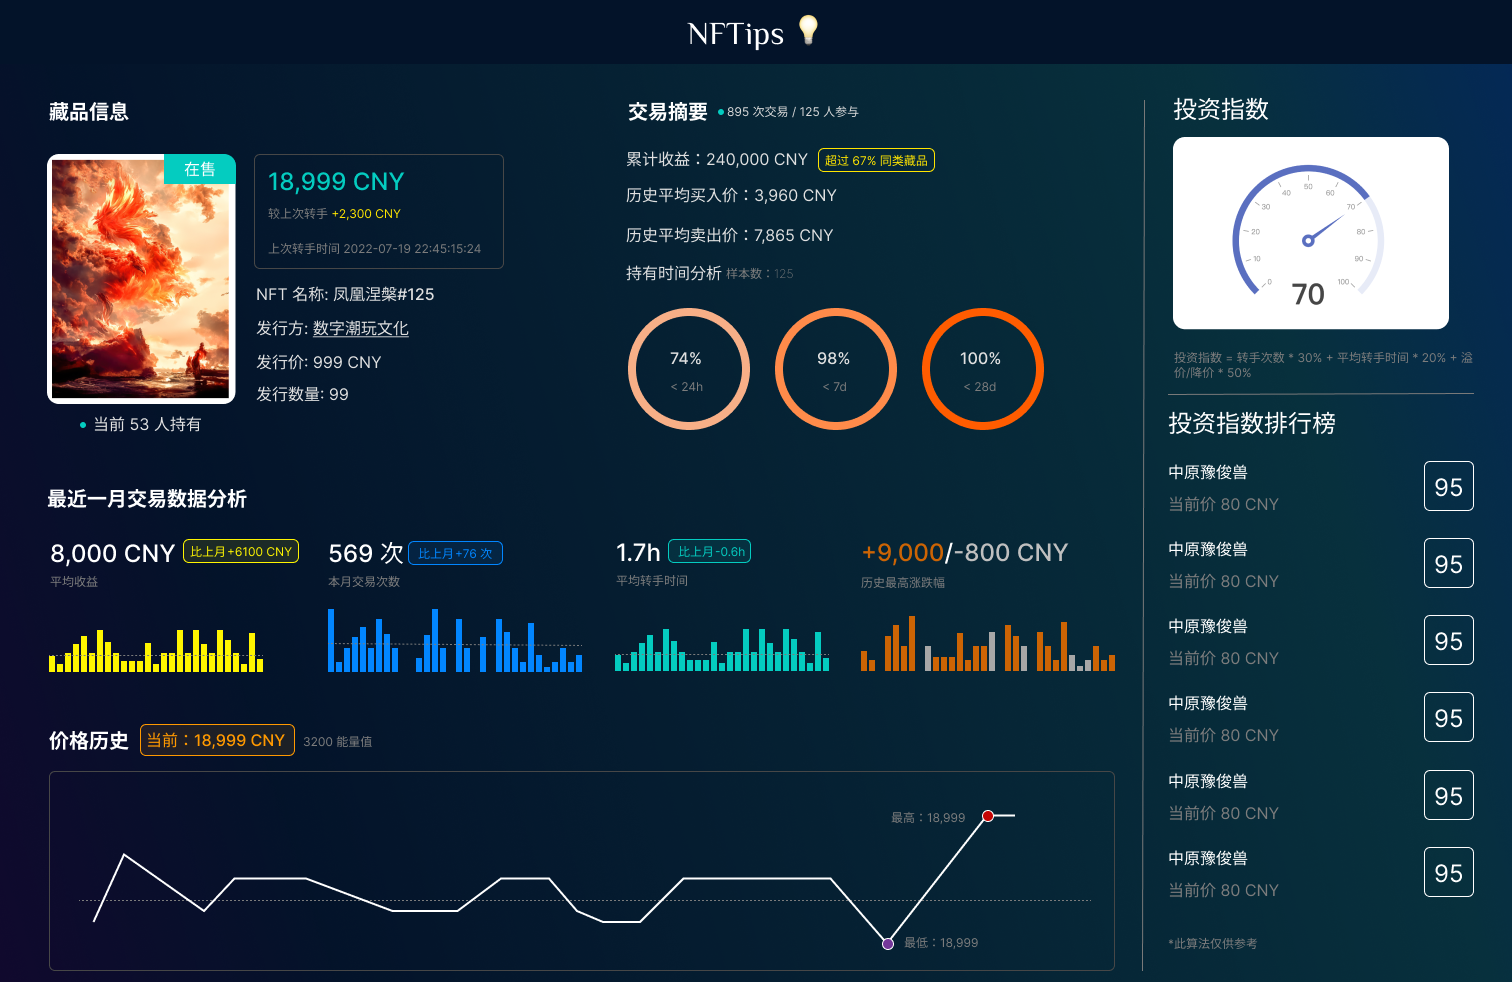 NFTips
藏品信息
在售
18,999 CNY
较上次转手 +2,300 CNY
上次转手时间 2022-07-19 22:45:15:24
NFT 名称: 凤凰涅槃#125
发行方: 数字潮玩文化
发行价: 999 CNY
发行数量: 99
当前 53 人持有
交易摘要 895 次交易 / 125 人参与
累计收益：240,000 CNY 超过 67% 同类藏品
历史平均买入价：3,960 CNY
历史平均卖出价：7,865 CNY
持有时间分析 样本数：125
74%
< 24h
98%
< 7d
100%
< 28d
最近一月交易数据分析
8,000 CNY 比上月+6100 CNY
平均收益
569 次 比上月+76 次
本月交易次数
1.7h 比上月-0.6h
平均转手时间
+9,000/-800 CNY
历史最高涨跌幅
价格历史 当前：18,999 CNY 3200 能量值
最高：18,999
最低：18,999
投资指数
0
10
20
30
40
50
60
70
80
90
100
70
投资指数 = 转手次数 * 30% + 平均转手时间 * 20% + 溢
价/降价 * 50%
投资指数排行榜
中原豫俊兽
当前价 80 CNY
95
中原豫俊兽
当前价 80 CNY
95
中原豫俊兽
当前价 80 CNY
95
中原豫俊兽
当前价 80 CNY
95
中原豫俊兽
当前价 80 CNY
95
中原豫俊兽
当前价 80 CNY
95
*此算法仅供参考